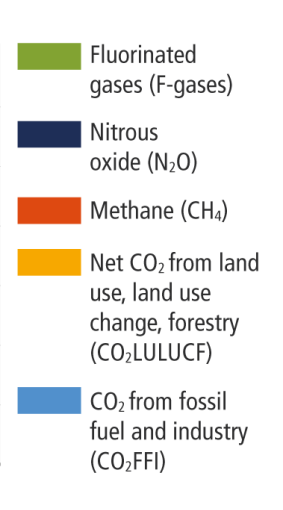 Fluorinated
gases (F-gases)
Nitrous
oxide (N₂O)
Methane (CH₄)
Net CO₂ from land
use, land use
change, forestry
(CO₂LULUCF)
CO₂ from fossil
fuel and industry
(CO₂FFI)